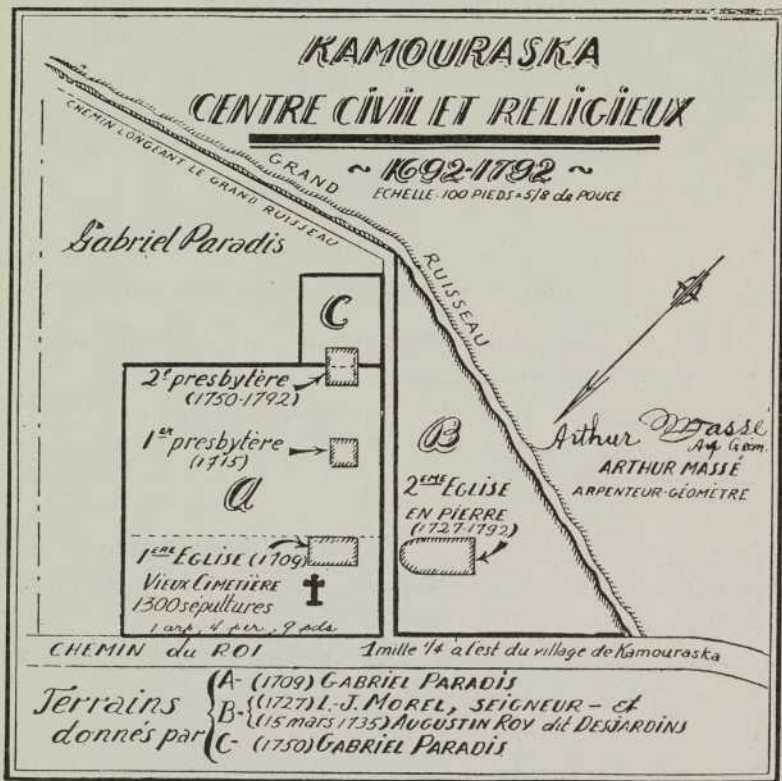 KAMOURASKA
CENTRE CIVIL ET RELIGIEUX
~ 1692-1792 ~
ECHELLE: 100 PIEDS = 5/8 de POUCE
GRAND
RUISSEAU
CHEMIN LONGEANT LE GRAND RUISSEAU
Gabriel Paradis
C
2e presbytère
(1750-1792)
1er presbytère
(1715)
A
1ERE EGLISE (1709)
VIEUX CIMETIÈRE
1300 sépultures
1 arp, 4 per, 9 pds
B
2EME EGLISE
EN PIERRE
(1727-1792)
Arthur Massé
Arp Géom.
ARTHUR MASSÉ
ARPENTEUR-GÉOMÈTRE
CHEMIN du ROI
1 mille 1/4 à l'est du village de Kamouraska
Terrains
donnés par
A- (1709) GABRIEL PARADIS
B- (1727) L.-J. MOREL, SEIGNEUR - et
(15 mars 1735) AUGUSTIN ROY dit DESJARDINS
C- (1750) GABRIEL PARADIS